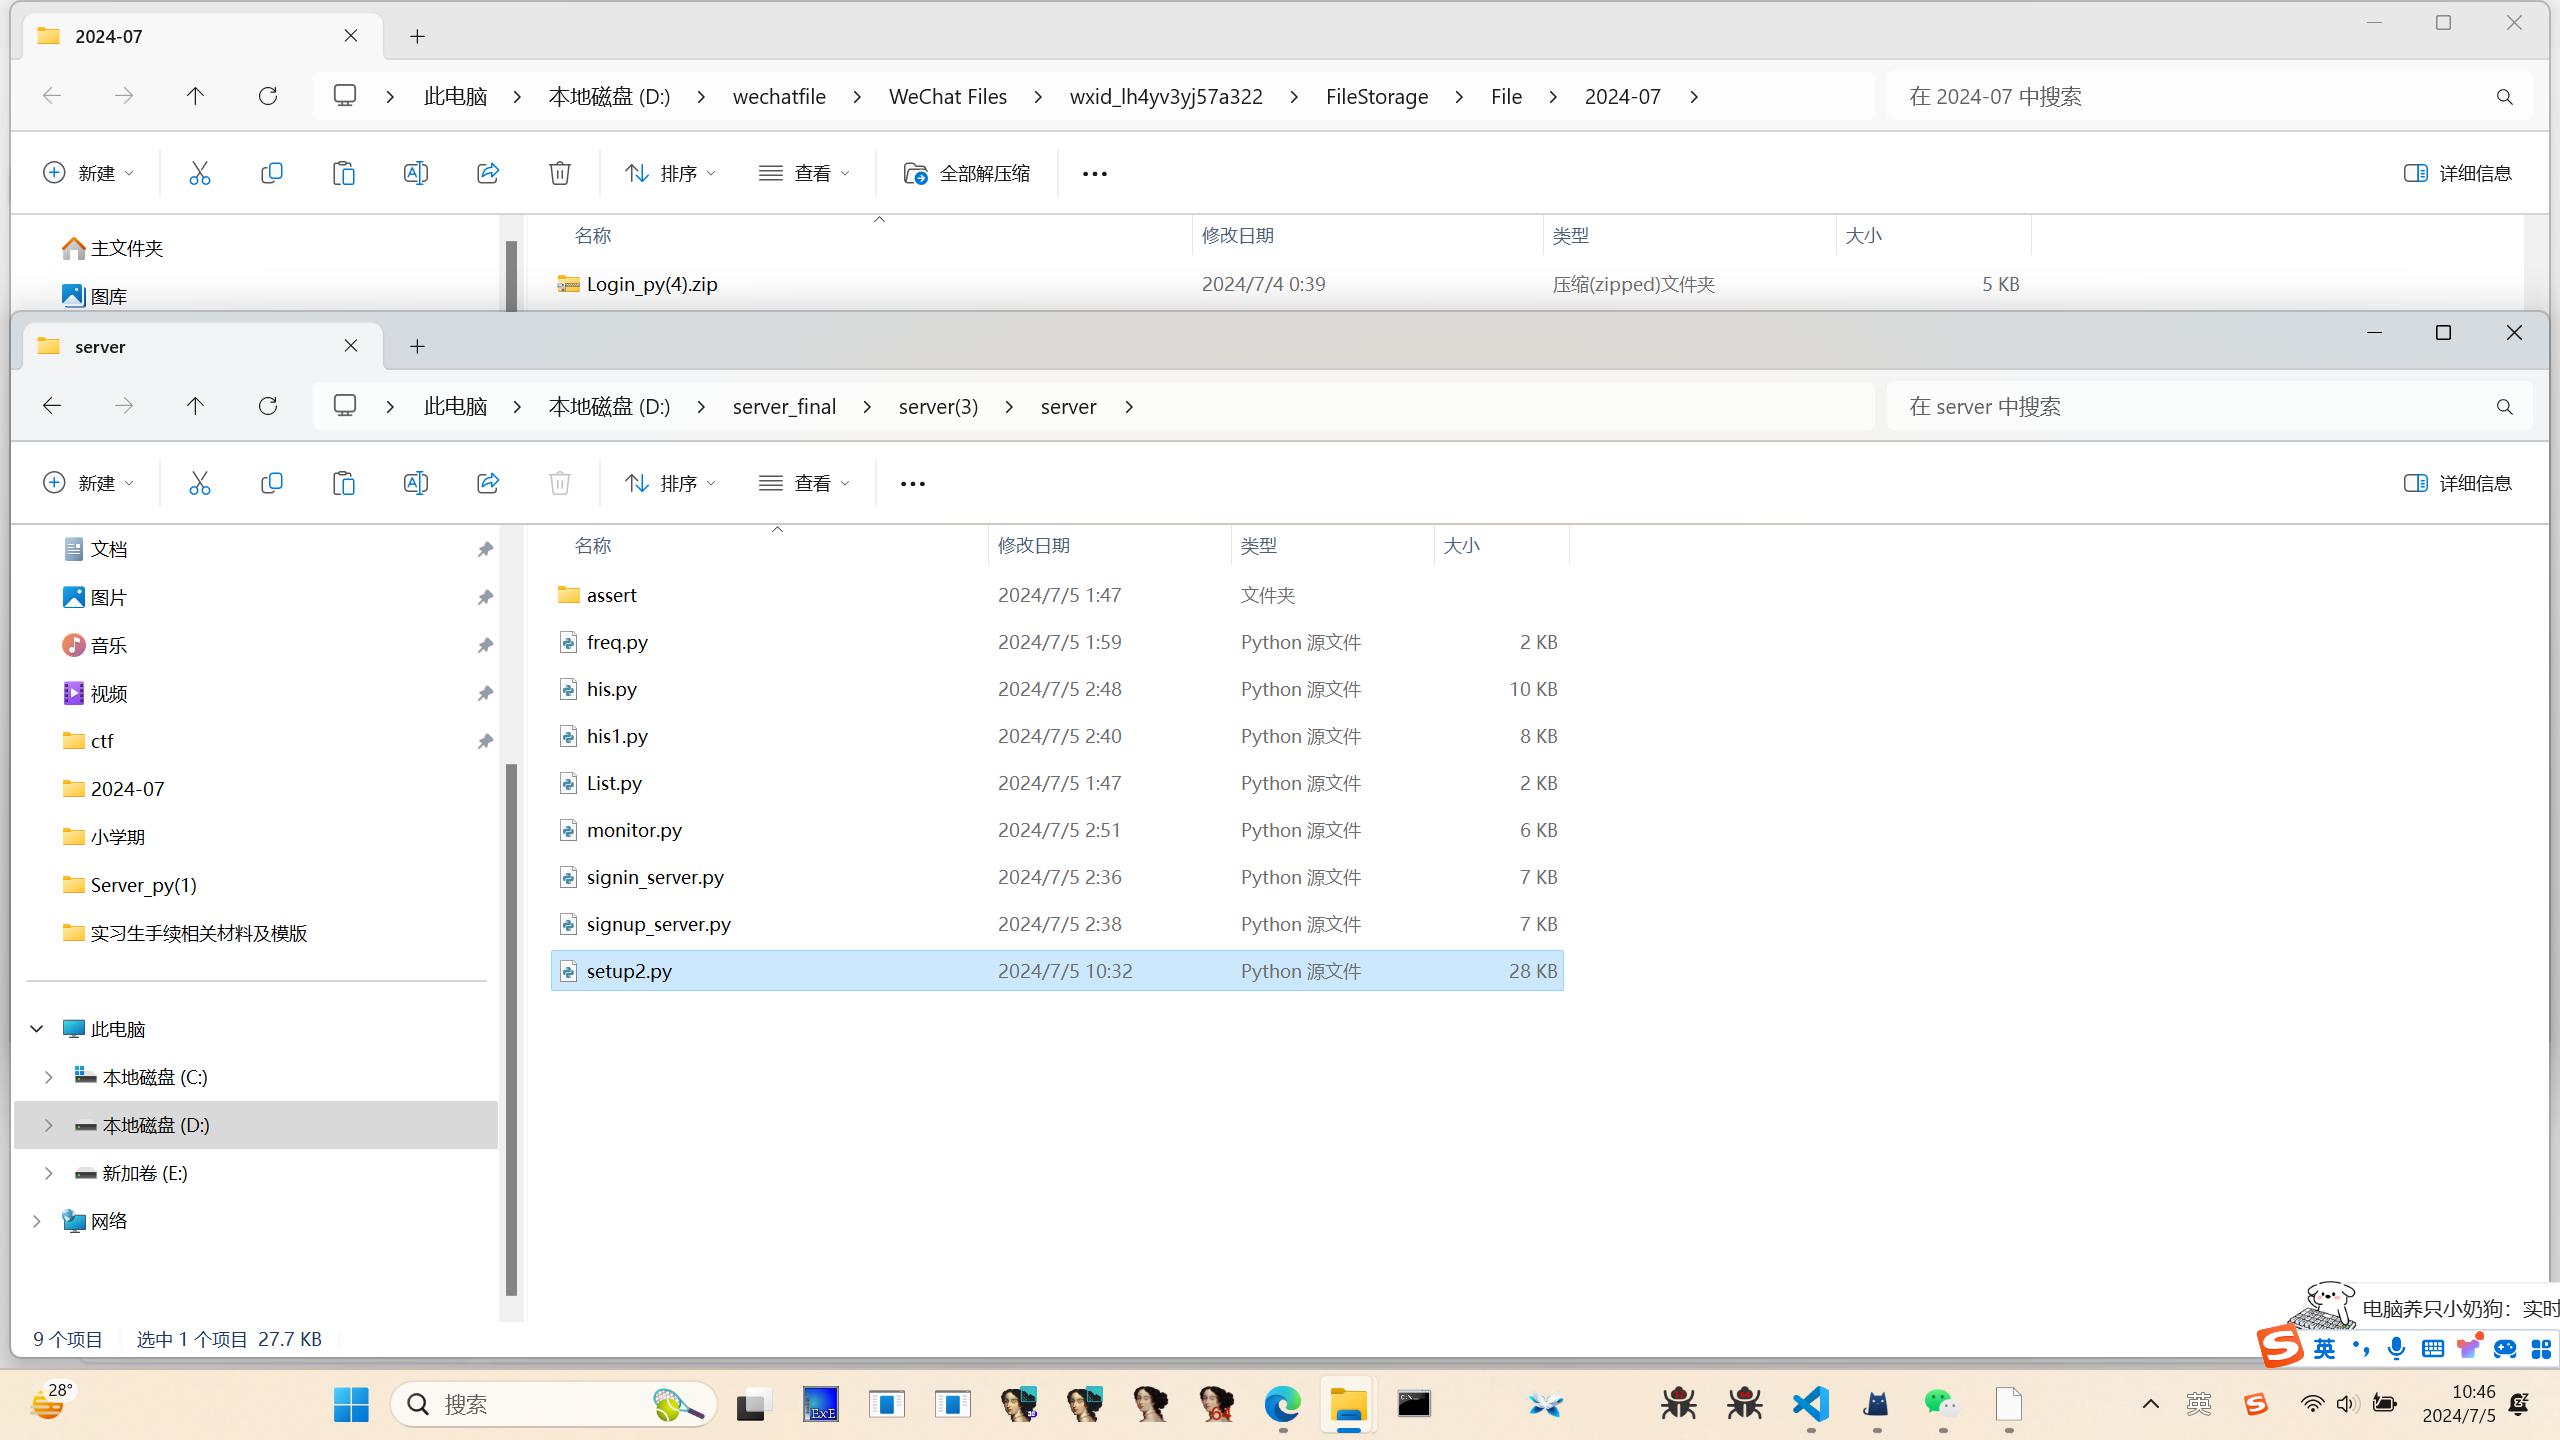 2024-07
此电脑 本地磁盘 (D:) wechatfile WeChat Files wxid_lh4yv3yj57a322 FileStorage File 2024-07
在 2024-07 中搜索
新建 排序 查看 全部解压缩 详细信息
主文件夹
图库
名称 修改日期 类型 大小
Login_py(4).zip 2024/7/4 0:39 压缩(zipped)文件夹 5 KB
server
此电脑 本地磁盘 (D:) server_final server(3) server
在 server 中搜索
新建 排序 查看 详细信息
文档
图片
音乐
视频
ctf
2024-07
小学期
Server_py(1)
实习生手续相关材料及模版
此电脑
本地磁盘 (C:)
本地磁盘 (D:)
新加卷 (E:)
网络
名称 修改日期 类型 大小
assert 2024/7/5 1:47 文件夹
freq.py 2024/7/5 1:59 Python 源文件 2 KB
his.py 2024/7/5 2:48 Python 源文件 10 KB
his1.py 2024/7/5 2:40 Python 源文件 8 KB
List.py 2024/7/5 1:47 Python 源文件 2 KB
monitor.py 2024/7/5 2:51 Python 源文件 6 KB
signin_server.py 2024/7/5 2:36 Python 源文件 7 KB
signup_server.py 2024/7/5 2:38 Python 源文件 7 KB
setup2.py 2024/7/5 10:32 Python 源文件 28 KB
9 个项目 选中 1 个项目 27.7 KB
电脑养只小奶狗：实时
英
28°
搜索
ExE
64
英
10:46
2024/7/5